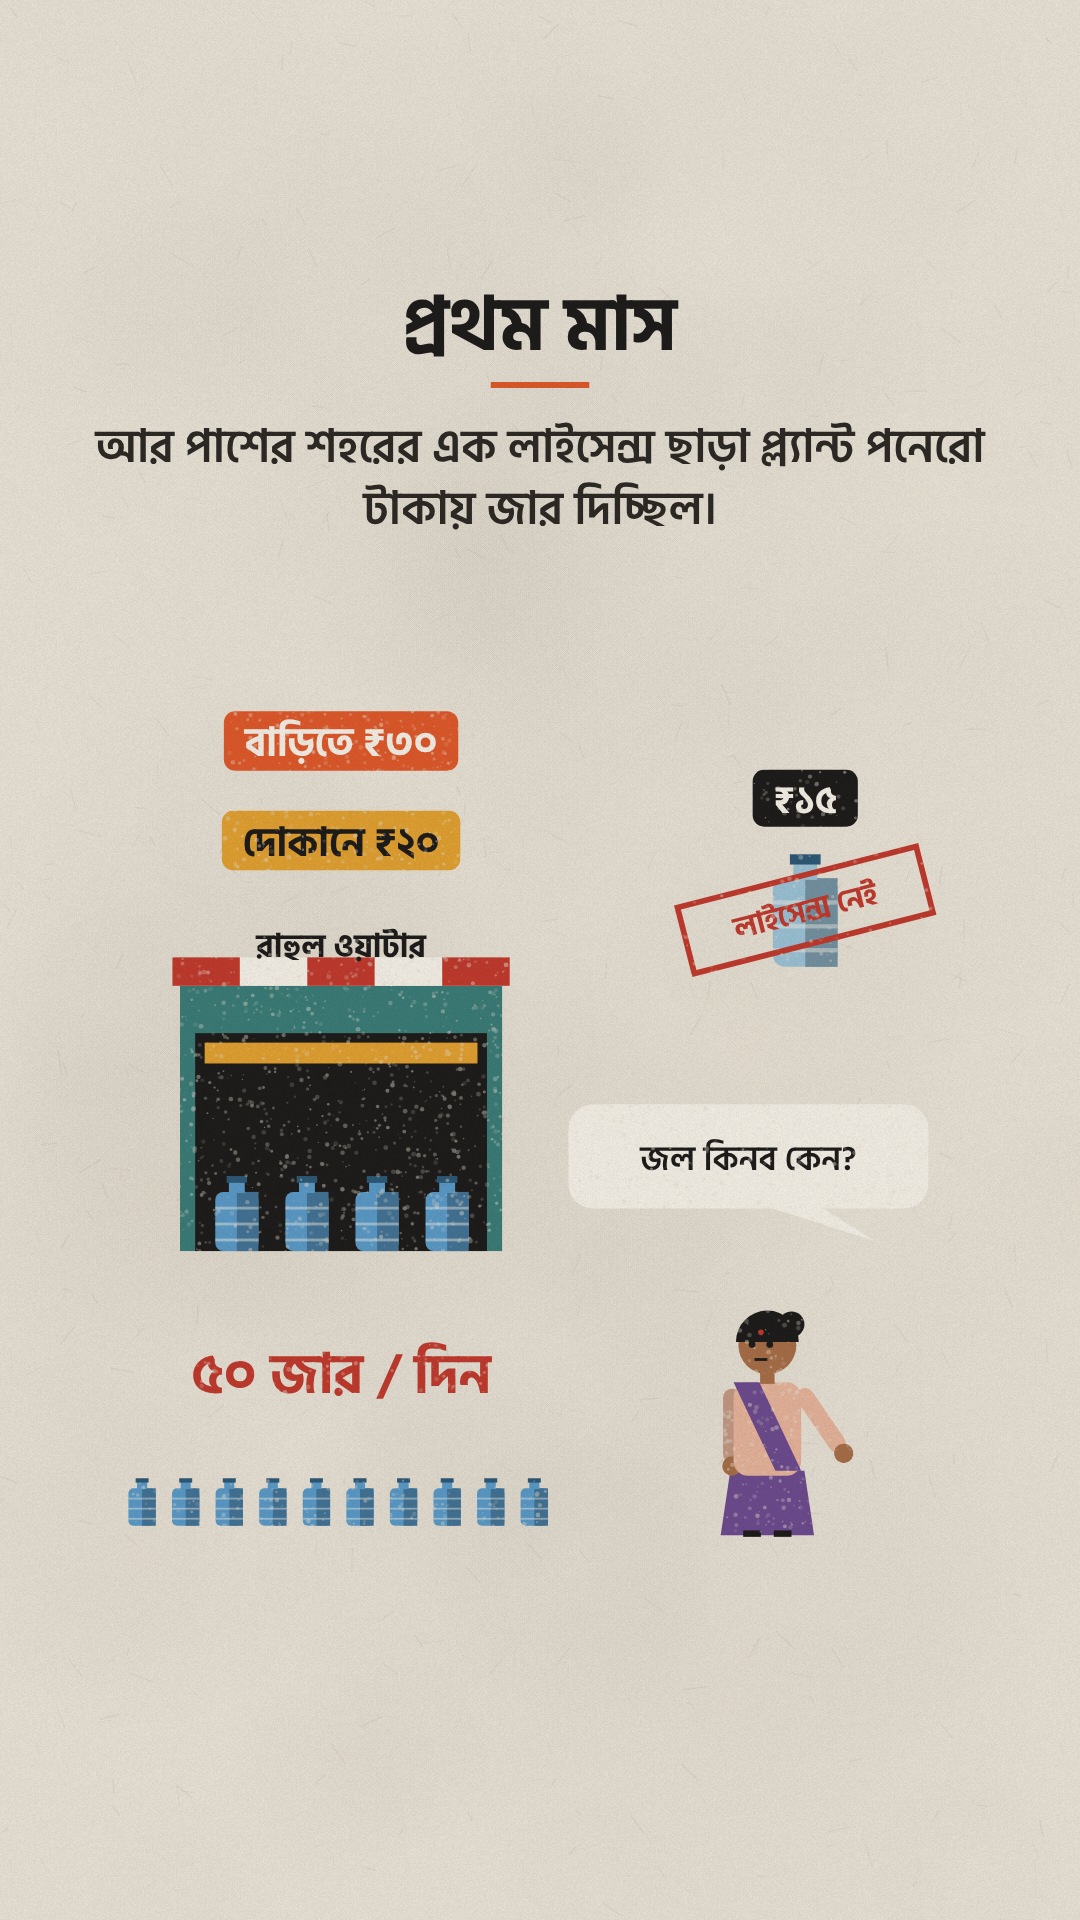 প্রথম মাস
আর পাশের শহরের এক লাইসেন্স ছাড়া প্ল্যান্ট পনেরো
টাকায় জার দিচ্ছিল।
বাড়িতে ₹৩০
দোকানে ₹২০
₹১৫
লাইসেন্স নেই
রাহুল ওয়াটার
জল কিনব কেন?
৫০ জার / দিন